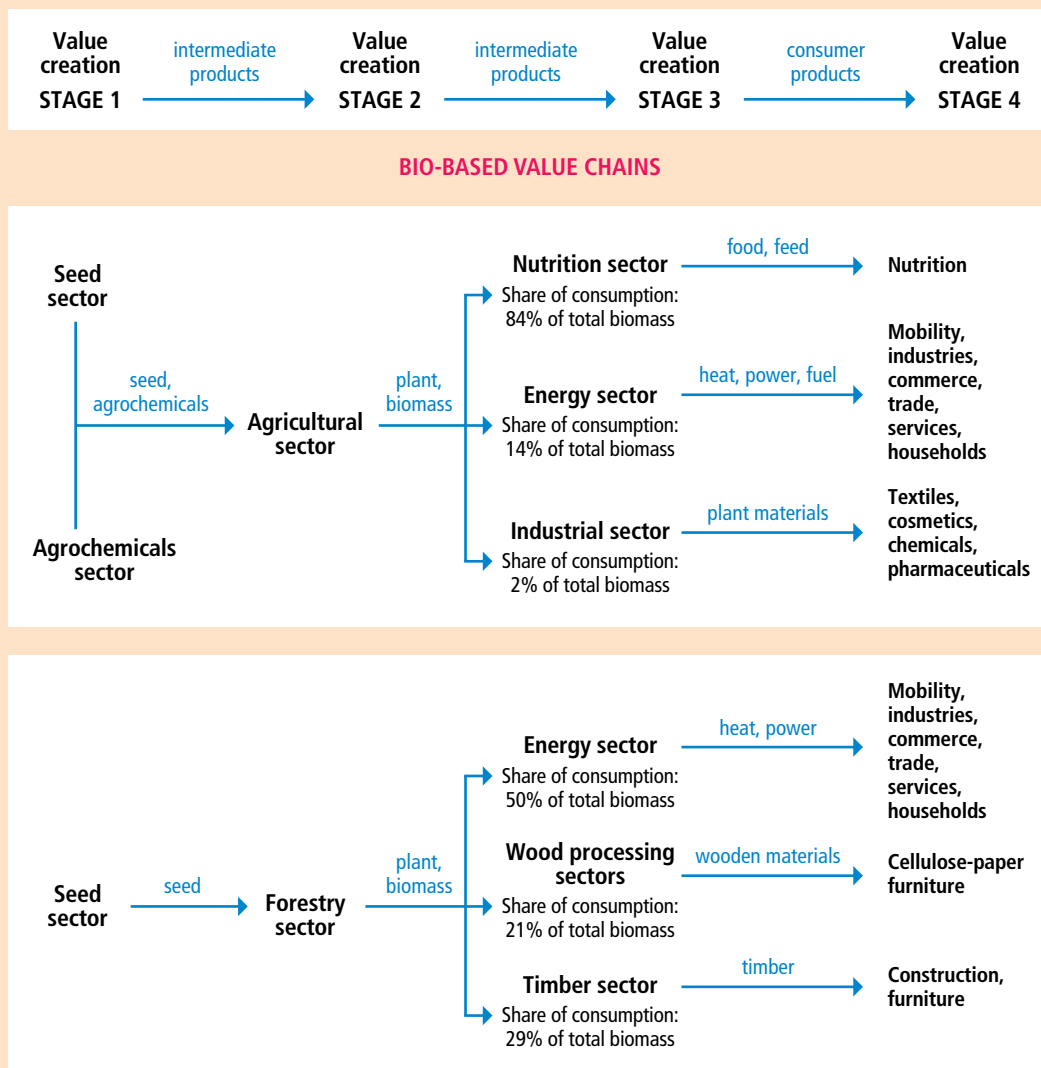 Value
creation
STAGE 1
intermediate
products
Value
creation
STAGE 2
intermediate
products
Value
creation
STAGE 3
consumer
products
Value
creation
STAGE 4
BIO-BASED VALUE CHAINS
Seed
sector
Agrochemicals
sector
seed,
agrochemicals
Agricultural
sector
plant,
biomass
Nutrition sector
Share of consumption:
84% of total biomass
food, feed
Nutrition
Energy sector
Share of consumption:
14% of total biomass
heat, power, fuel
Mobility,
industries,
commerce,
trade,
services,
households
Industrial sector
Share of consumption:
2% of total biomass
plant materials
Textiles,
cosmetics,
chemicals,
pharmaceuticals
Seed
sector
seed
Forestry
sector
plant,
biomass
Energy sector
Share of consumption:
50% of total biomass
heat, power
Mobility,
industries,
commerce,
trade,
services,
households
Wood processing
sectors
Share of consumption:
21% of total biomass
wooden materials
Cellulose-paper
furniture
Timber sector
Share of consumption:
29% of total biomass
timber
Construction,
furniture